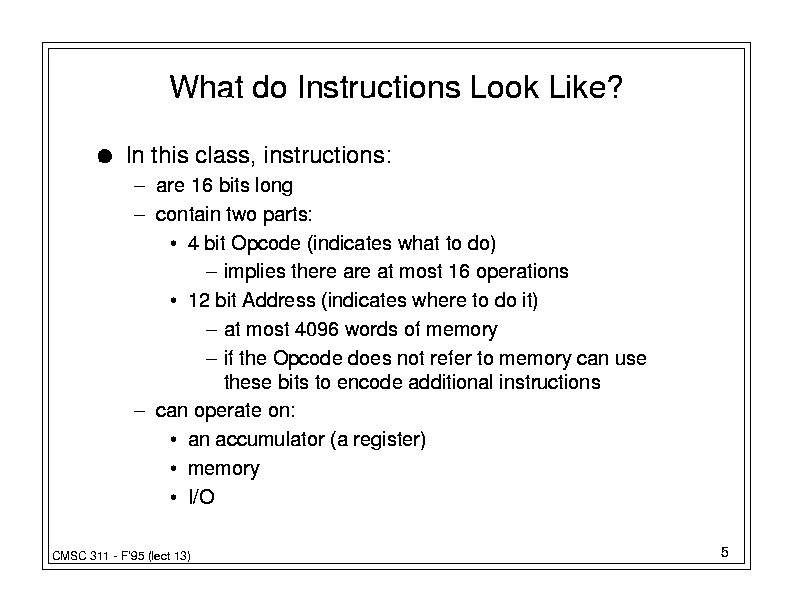 What do Instructions Look Like?
● In this class, instructions:
– are 16 bits long
– contain two parts:
• 4 bit Opcode (indicates what to do)
– implies there are at most 16 operations
• 12 bit Address (indicates where to do it)
– at most 4096 words of memory
– if the Opcode does not refer to memory can use
these bits to encode additional instructions
– can operate on:
• an accumulator (a register)
• memory
• I/O
CMSC 311 - F'95 (lect 13)
5